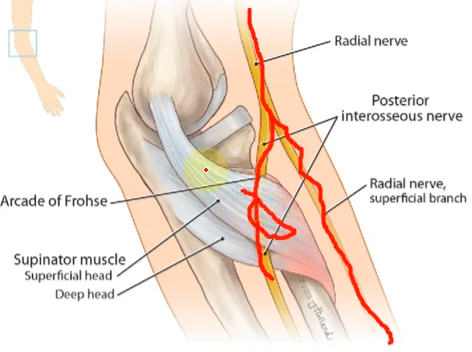 Radial nerve
Posterior
interosseous nerve
Arcade of Frohse
Radial nerve,
superficial branch
Supinator muscle
Superficial head
Deep head